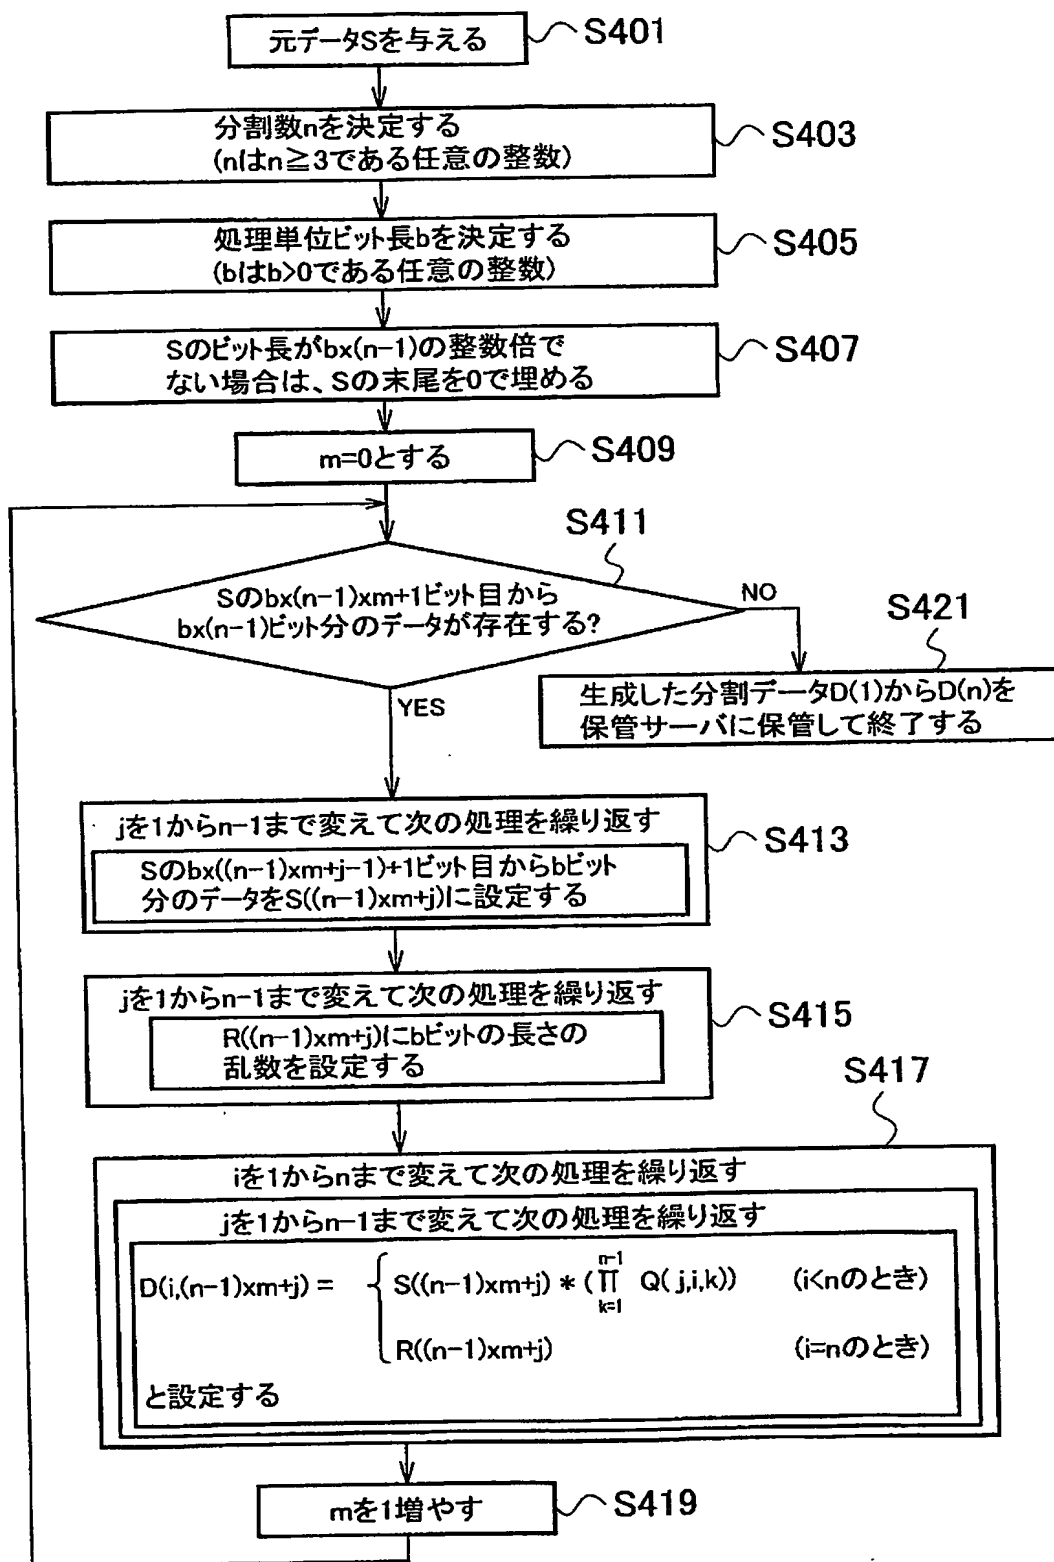 元データSを与える
S401
分割数nを決定する
(nはn≧3である任意の整数)
S403
処理単位ビット長bを決定する
(bはb>0である任意の整数)
S405
Sのビット長がbx(n-1)の整数倍で
ない場合は、Sの末尾を0で埋める
S407
m=0とする
S409
S411
Sのbx(n-1)xm+1ビット目から
bx(n-1)ビット分のデータが存在する?
NO
S421
生成した分割データD(1)からD(n)を
保管サーバに保管して終了する
YES
jを1からn-1まで変えて次の処理を繰り返す
S413
Sのbx((n-1)xm+j-1)+1ビット目からbビット
分のデータをS((n-1)xm+j)に設定する
jを1からn-1まで変えて次の処理を繰り返す
S415
R((n-1)xm+j)にbビットの長さの
乱数を設定する
S417
iを1からnまで変えて次の処理を繰り返す
jを1からn-1まで変えて次の処理を繰り返す
n-1
D(i,(n-1)xm+j) = { S((n-1)xm+j) * (∏ Q( j,i,k)) (i<nのとき)
k=1
R((n-1)xm+j) (i=nのとき)
と設定する
mを1増やす
S419